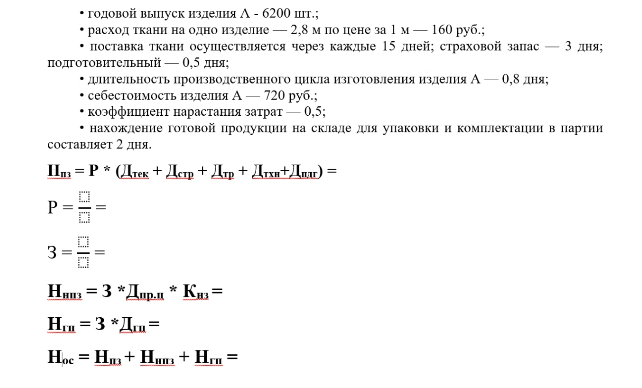 • годовой выпуск изделия А - 6200 шт.;
• расход ткани на одно изделие — 2,8 м по цене за 1 м — 160 руб.;
• поставка ткани осуществляется через каждые 15 дней; страховой запас — 3 дня;
подготовительный — 0,5 дня;
• длительность производственного цикла изготовления изделия А — 0,8 дня;
• себестоимость изделия А — 720 руб.;
• коэффициент нарастания затрат — 0,5;
• нахождение готовой продукции на складе для упаковки и комплектации в партии
составляет 2 дня.
Ппз = Р * (Дтек + Дстр + Дтр + Дтхн+Дпдг) =
Р = =
З = =
Ннпз = З *Дпр.ц * Кнз =
Нгп = З *Дгп =
Нос = Нпз + Ннпз + Нгп =